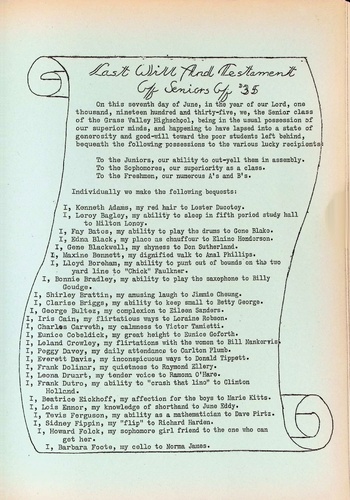 Last Will And Testament
Of Seniors Of '35
On this seventh day of June, in the year of our Lord, one
thousand, nineteen hundred and thirty-five, we, the Senior class
of the Grass Valley Highschool, being in the usual possession of
our superior minds, and happening to have lapsed into a state of
generosity and good-will toward the poor students left behind,
bequeath the following possessions to the various lucky recipients:
To the Juniors, our ability to out-yell them in assembly.
To the Sophomores, our superiority as a class.
To the Freshmen, our numerous A's and B's.
Individually we make the following bequests:
I, Kenneth Adams, my red hair to Lester Ducotey.
I, Leroy Bagley, my ability to sleep in fifth period study hall
to Hilton Loncy.
I, Fay Bates, my ability to play the drums to Gene Blake.
I, Edna Black, my place as chauffour to Elaine Henderson.
I, Gene Blackwell, my shyness to Don Sutherland.
I, Maxine Bennett, my dignified walk to Anal Phillips.
I, Lloyd Boreham, my ability to punt out of bounds on the two
yard line to "Chick" Faulkner.
I, Bonnie Bradley, my ability to play the saxophone to Billy
Goudge.
I, Shirley Brattin, my amusing laugh to Jimmie Cheung.
I, Clarice Briggs, my ability to keep small to Betty George.
I, George Bultez, my complexion to Eileen Sanders.
I, Iris Cain, my flirtatious ways to Loraine Robson.
I, Charles Carveth, my calmness to Victor Tamietti.
I, Eunice Cobeldick, my great height to Eunice Goforth.
I, Leland Crowley, my flirtations with the women to Bill Mankervis.
I, Peggy Davey, my daily attendance to Carlton Plumb.
I, Everett Davis, my inconspicuous ways to Donald Tippett.
I, Frank Dolinar, my quietness to Raymond Ellery.
I, Leona Druart, my tender voice to Ramona O'Hare.
I, Frank Dutro, my ability to "crash that line" to Clinton
Holland.
I, Beatrice Eickhoff, my affection for the boys to Marie Kitts.
I, Lois Ennor, my knowledge of shorthand to June Eddy.
I, Tevis Ferguson, my ability as a mathematician to Dave Pirtz.
I, Sidney Fippin, my "flip" to Richard Harden.
I, Howard Folck, my sophomore girl friend to the one who can
get her.
I, Barbara Foote, my cello to Norma James.